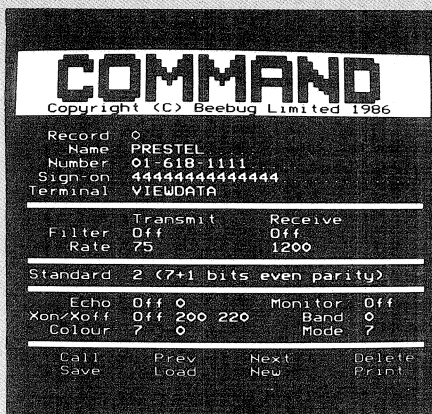 COMMAND
Copyright (C) Beebug Limited 1986
Record 0
Name PRESTEL
Number 01-618-1111
Sign-on 44444444444444
Terminal VIEWDATA
Transmit Receive
Filter Off Off
Rate 75 1200
Standard 2 (7+1 bits even parity)
Echo Off 0 Monitor Off
Xon/Xoff Off 200 220 Band 0
Colour 7 0 Mode 7
Call Prev Next Delete
Save Load New Print